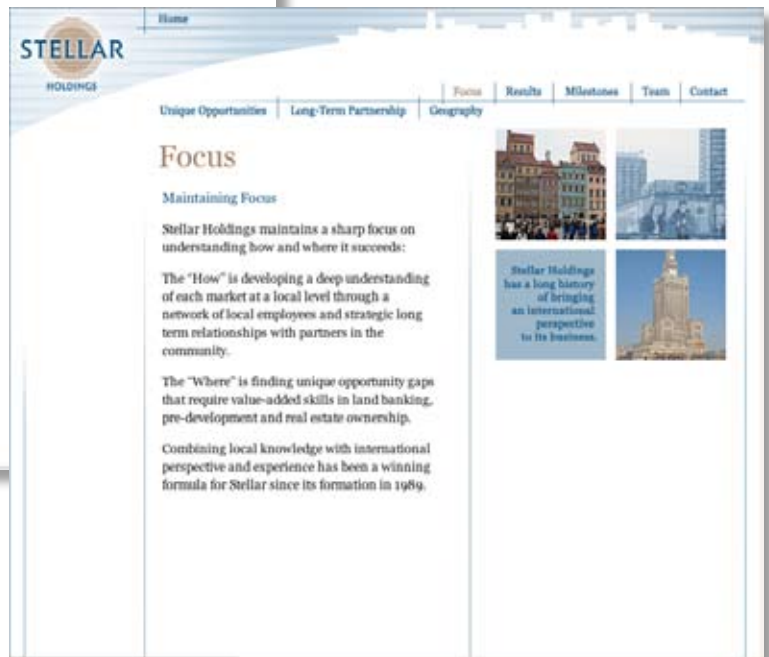 Home
STELLAR
HOLDINGS
Focus Results Milestones Team Contact
Unique Opportunities Long-Term Partnership Geography
Focus
Maintaining Focus
Stellar Holdings maintains a sharp focus on
understanding how and where it succeeds:
The “How” is developing a deep understanding
of each market at a local level through a
network of local employees and strategic long
term relationships with partners in the
community.
The “Where” is finding unique opportunity gaps
that require value-added skills in land banking,
pre-development and real estate ownership.
Combining local knowledge with international
perspective and experience has been a winning
formula for Stellar since its formation in 1989.
Stellar Holdings
has a long history
of bringing
an international
perspective
to its business.